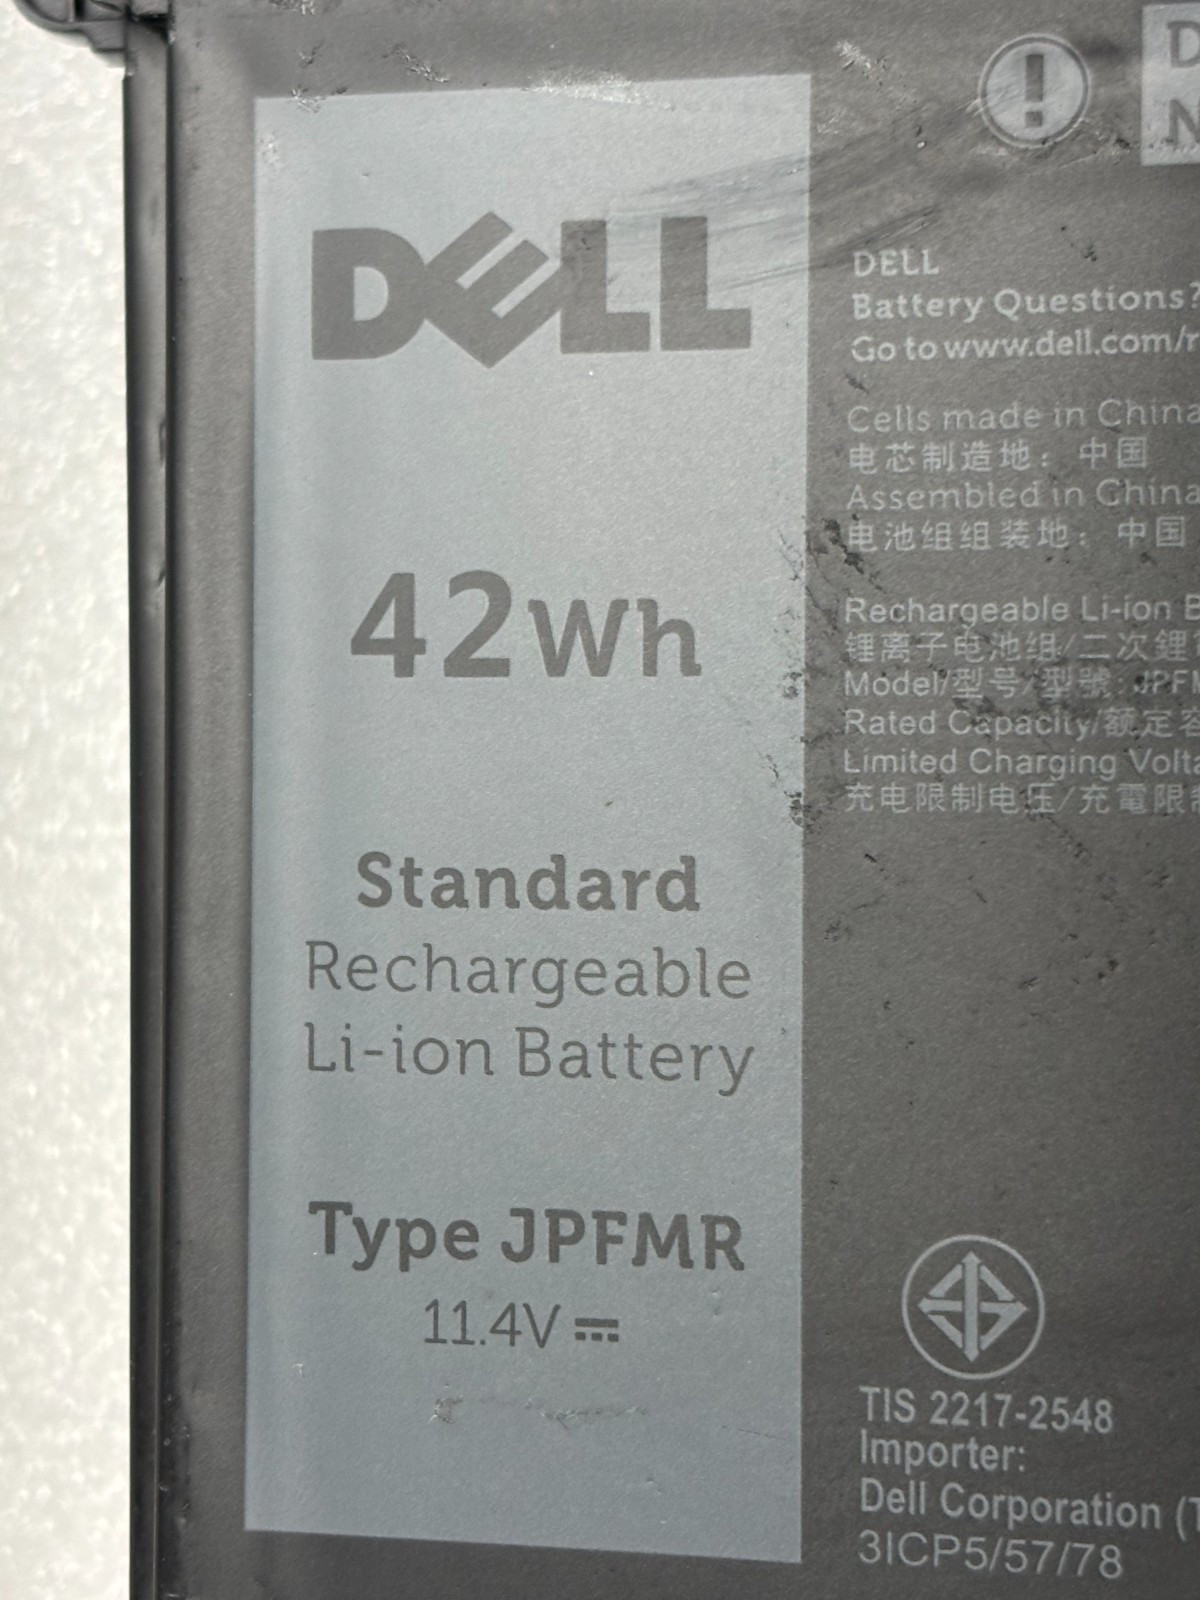 DELL
42Wh
Standard
Rechargeable
Li-ion Battery
Type JPFMR
11.4V
D
N
DELL
Battery Questions?
Go to www.dell.com/r
Cells made in China
电芯制造地：中国
Assembled in China
电池组组装地：中国
Rechargeable Li-ion B
锂离子电池组/二次鋰
Model/型号/型號: JPFM
Rated Capacity/额定容
Limited Charging Volta
充电限制电压/充電限制
TIS 2217-2548
Importer:
Dell Corporation (T
3ICP5/57/78